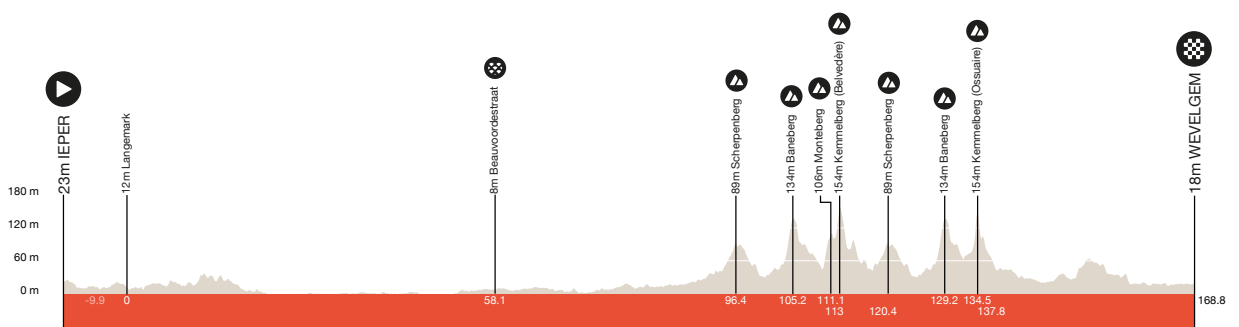 23m IEPER
12m Langemark
8m Beauvoordestraat
89m Scherpenberg
134m Baneberg
106m Monteberg
154m Kemmelberg (Belvedère)
89m Scherpenberg
134m Baneberg
154m Kemmelberg (Ossuaire)
18m WEVELGEM
180 m
120 m
60 m
0 m
-9.9 0 58.1 96.4 105.2 111.1 129.2 134.5 168.8
113 120.4 137.8